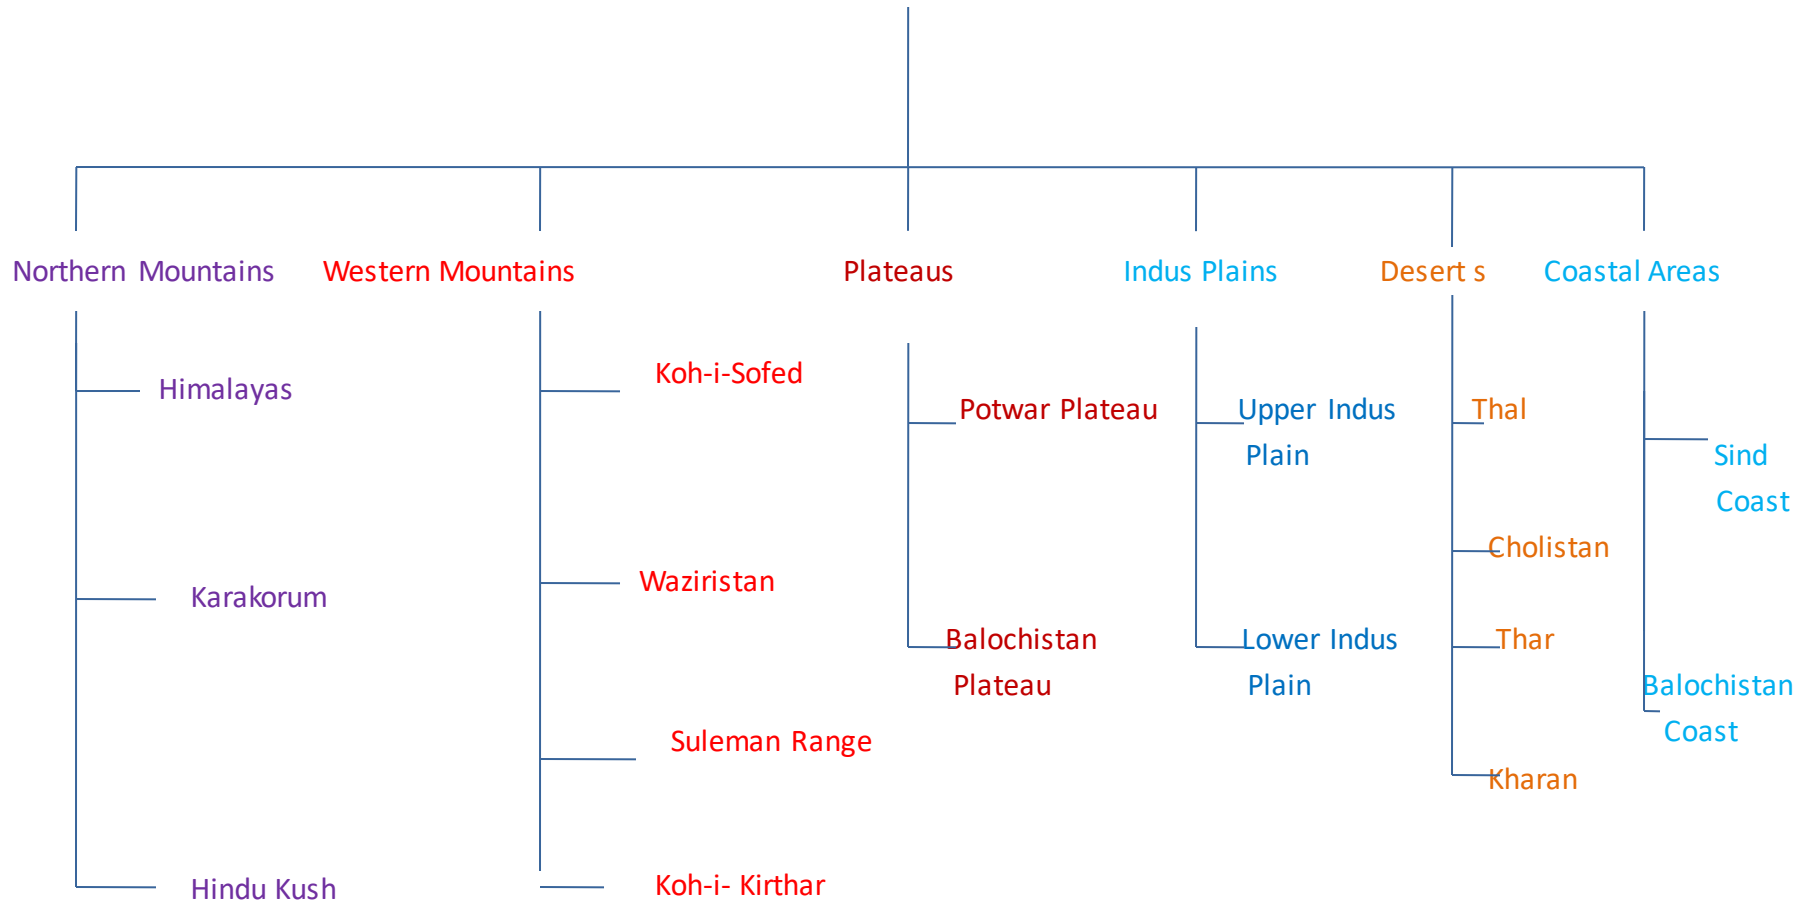 Northern Mountains
Western Mountains
Plateaus
Indus Plains
Desert s
Coastal Areas
Himalayas
Karakorum
Hindu Kush
Koh-i-Sofed
Waziristan
Suleman Range
Koh-i- Kirthar
Potwar Plateau
Balochistan
Plateau
Upper Indus
Plain
Lower Indus
Plain
Thal
Cholistan
Thar
Kharan
Sind
Coast
Balochistan
Coast